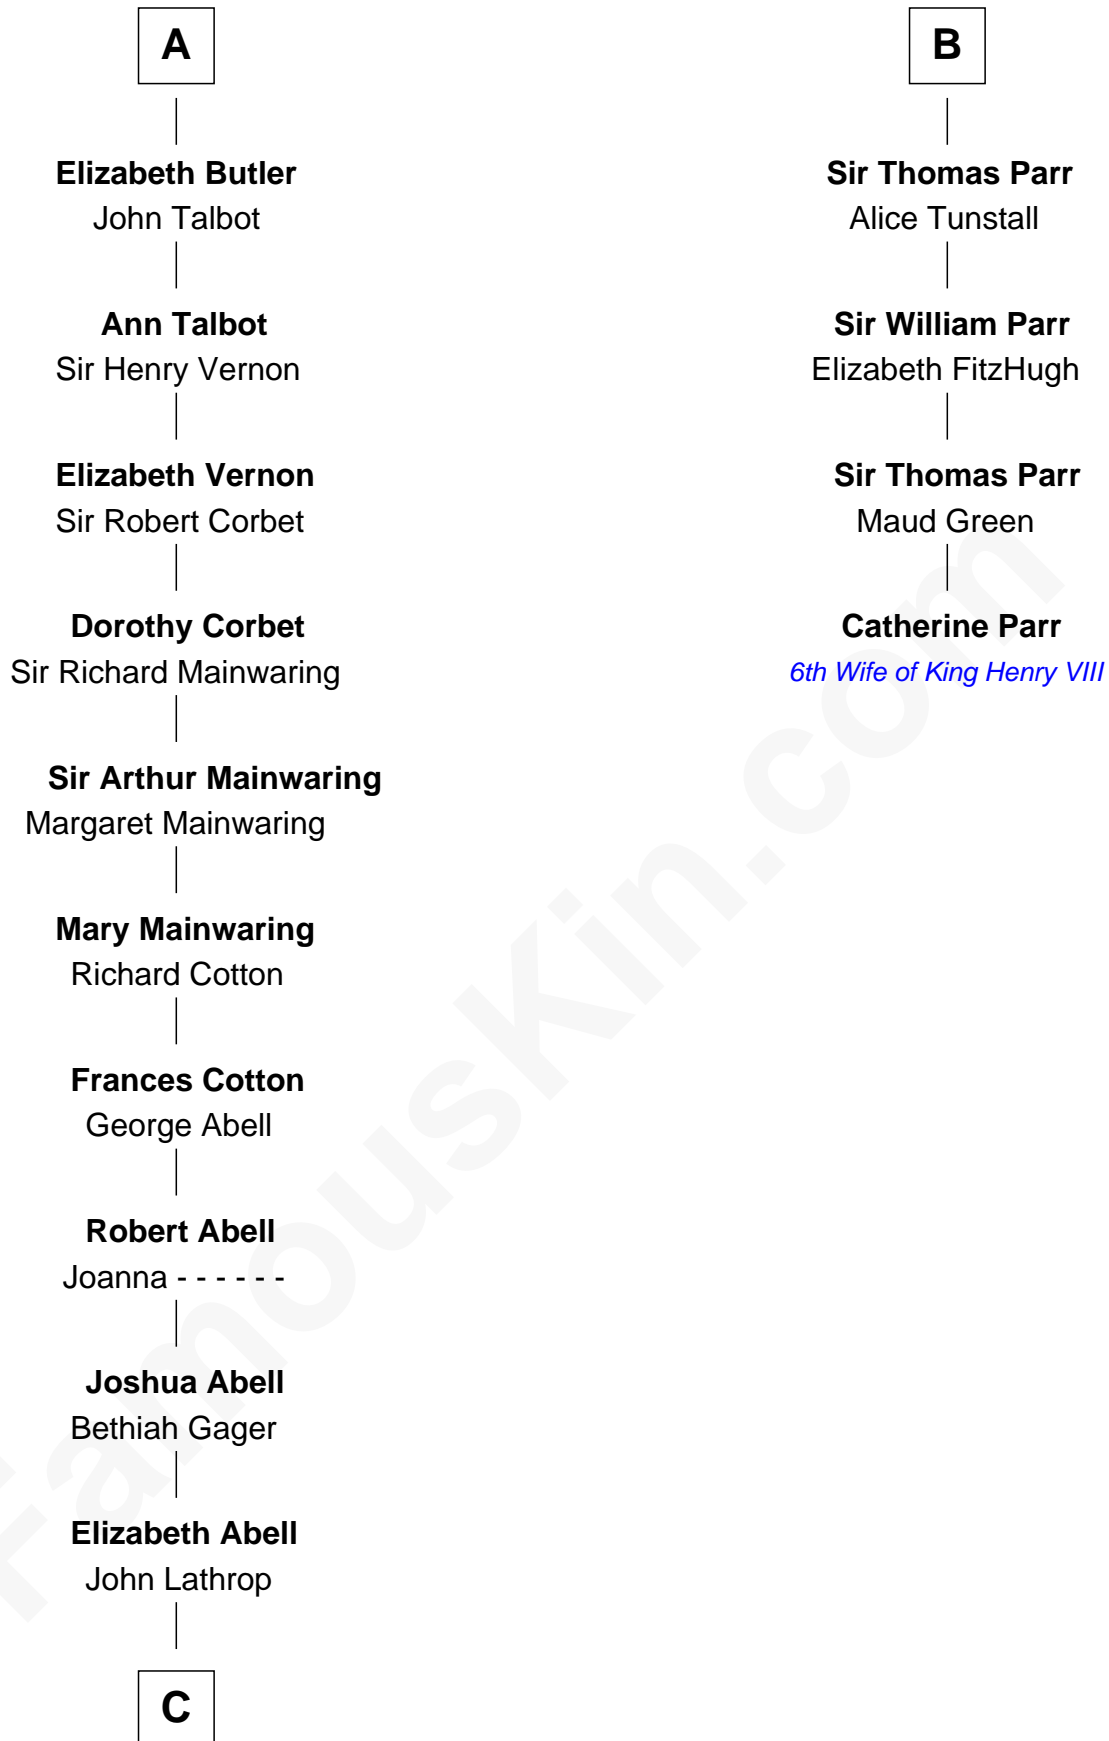 A
Elizabeth Butler
John Talbot
Ann Talbot
Sir Henry Vernon
Elizabeth Vernon
Sir Robert Corbet
Dorothy Corbet
Sir Richard Mainwaring
Sir Arthur Mainwaring
Margaret Mainwaring
Mary Mainwaring
Richard Cotton
Frances Cotton
George Abell
Robert Abell
Joanna - - - - - -
Joshua Abell
Bethiah Gager
Elizabeth Abell
John Lathrop
C
B
Sir Thomas Parr
Alice Tunstall
Sir William Parr
Elizabeth FitzHugh
Sir Thomas Parr
Maud Green
Catherine Parr
6th Wife of King Henry VIII
FamousKin.com